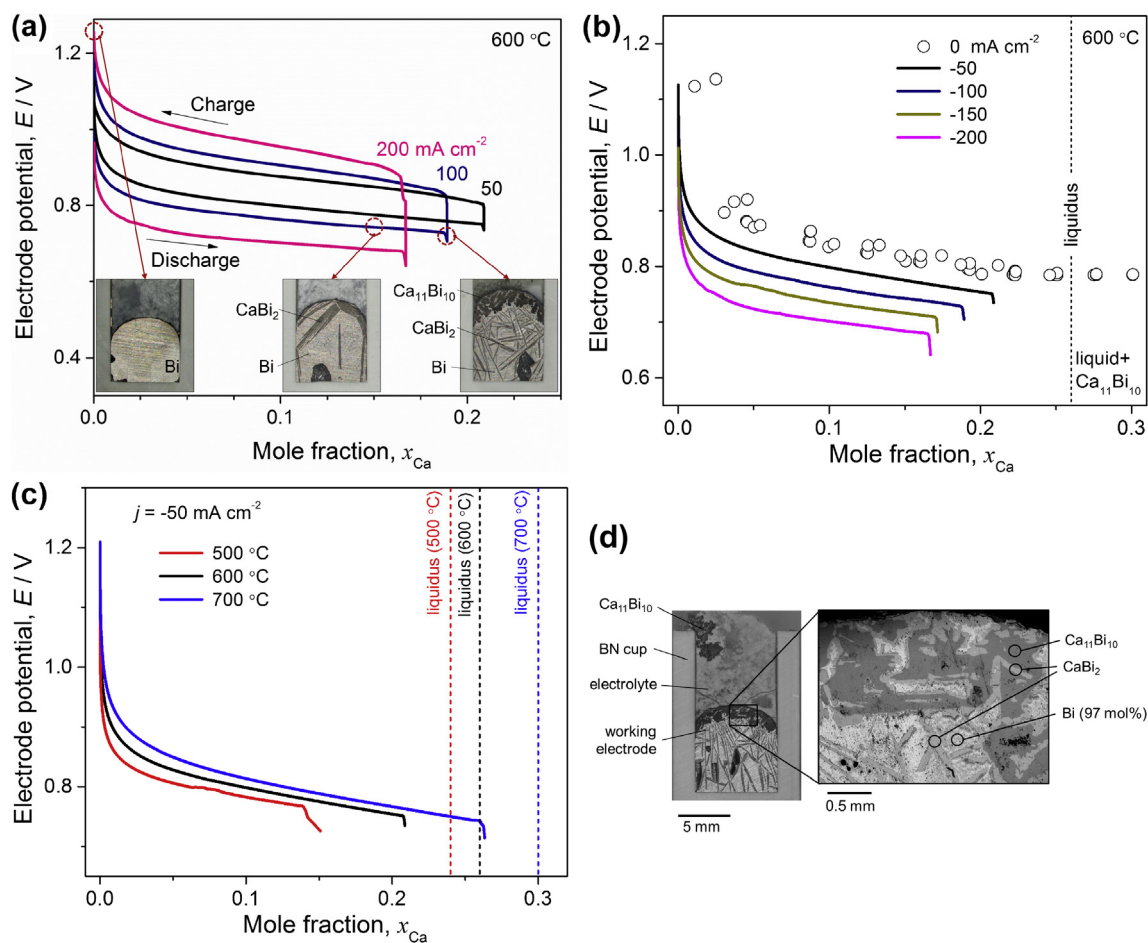 (a)
600 °C
Electrode potential, E / V
1.2
0.8
0.4
Charge
200 mA cm-2
100
50
Discharge
Ca11Bi10
CaBi2
CaBi2
Bi
Bi
Bi
0.0
0.1
0.2
Mole fraction, xCa
(b)
600 °C
Electrode potential, E / V
1.2
1.0
0.8
0.6
0 mA cm-2
-50
-100
-150
-200
liquidus
liquid+
Ca11Bi10
0.0
0.1
0.2
0.3
Mole fraction, xCa
(c)
j = -50 mA cm-2
500 °C
600 °C
700 °C
liquidus (500 °C)
liquidus (600 °C)
liquidus (700 °C)
Electrode potential, E / V
1.2
1.0
0.8
0.0
0.1
0.2
0.3
Mole fraction, xCa
(d)
Ca11Bi10
BN cup
electrolyte
working
electrode
5 mm
Ca11Bi10
CaBi2
Bi (97 mol%)
0.5 mm